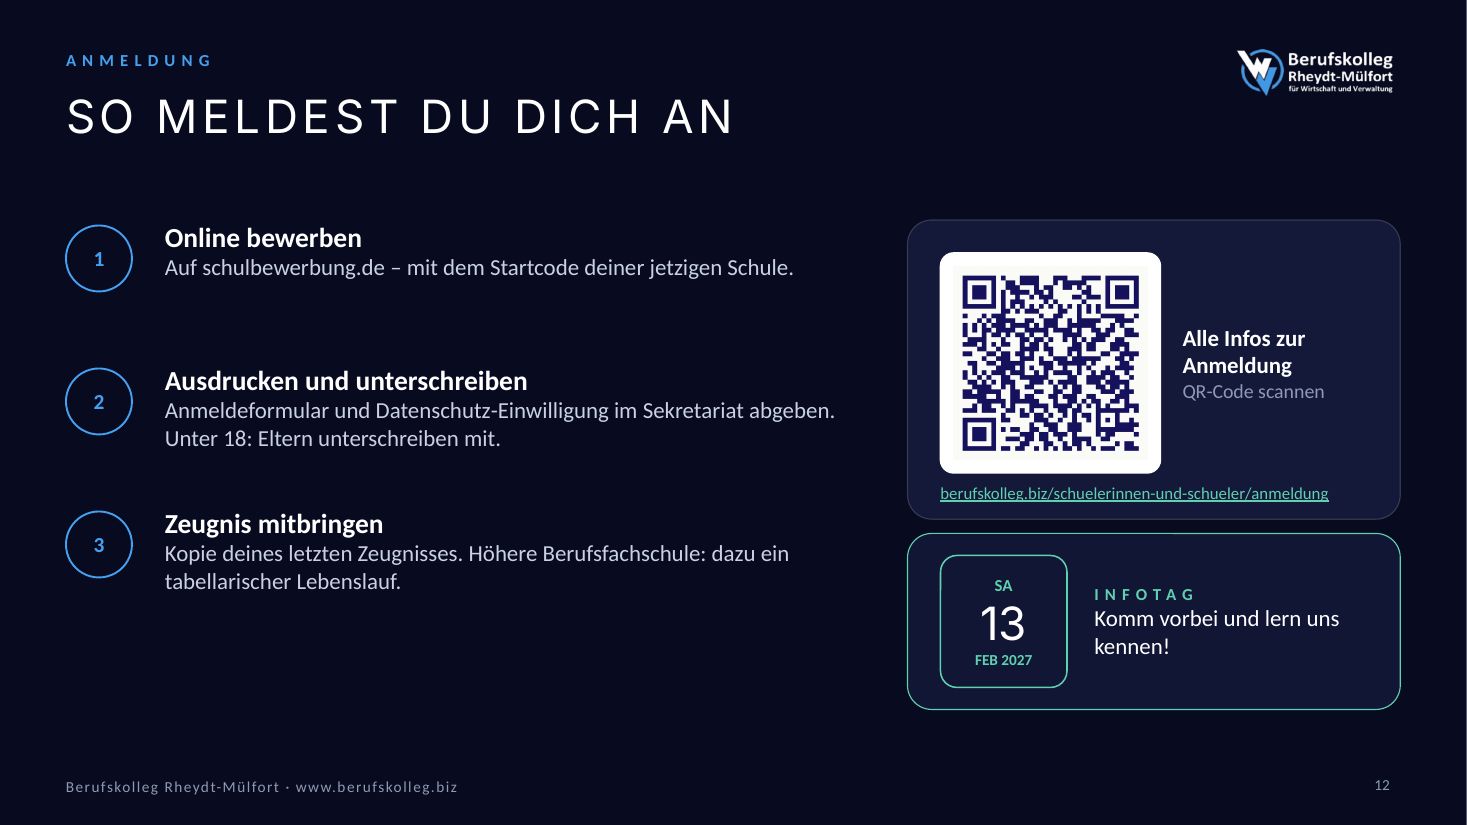 ANMELDUNG
SO MELDEST DU DICH AN
Berufskolleg
Rheydt-Mülfort
für Wirtschaft und Verwaltung
1
Online bewerben
Auf schulbewerbung.de – mit dem Startcode deiner jetzigen Schule.
2
Ausdrucken und unterschreiben
Anmeldeformular und Datenschutz-Einwilligung im Sekretariat abgeben.
Unter 18: Eltern unterschreiben mit.
3
Zeugnis mitbringen
Kopie deines letzten Zeugnisses. Höhere Berufsfachschule: dazu ein
tabellarischer Lebenslauf.
Alle Infos zur
Anmeldung
QR-Code scannen
berufskolleg.biz/schuelerinnen-und-schueler/anmeldung
SA
13
FEB 2027
INFOTAG
Komm vorbei und lern uns
kennen!
Berufskolleg Rheydt-Mülfort · www.berufskolleg.biz
12